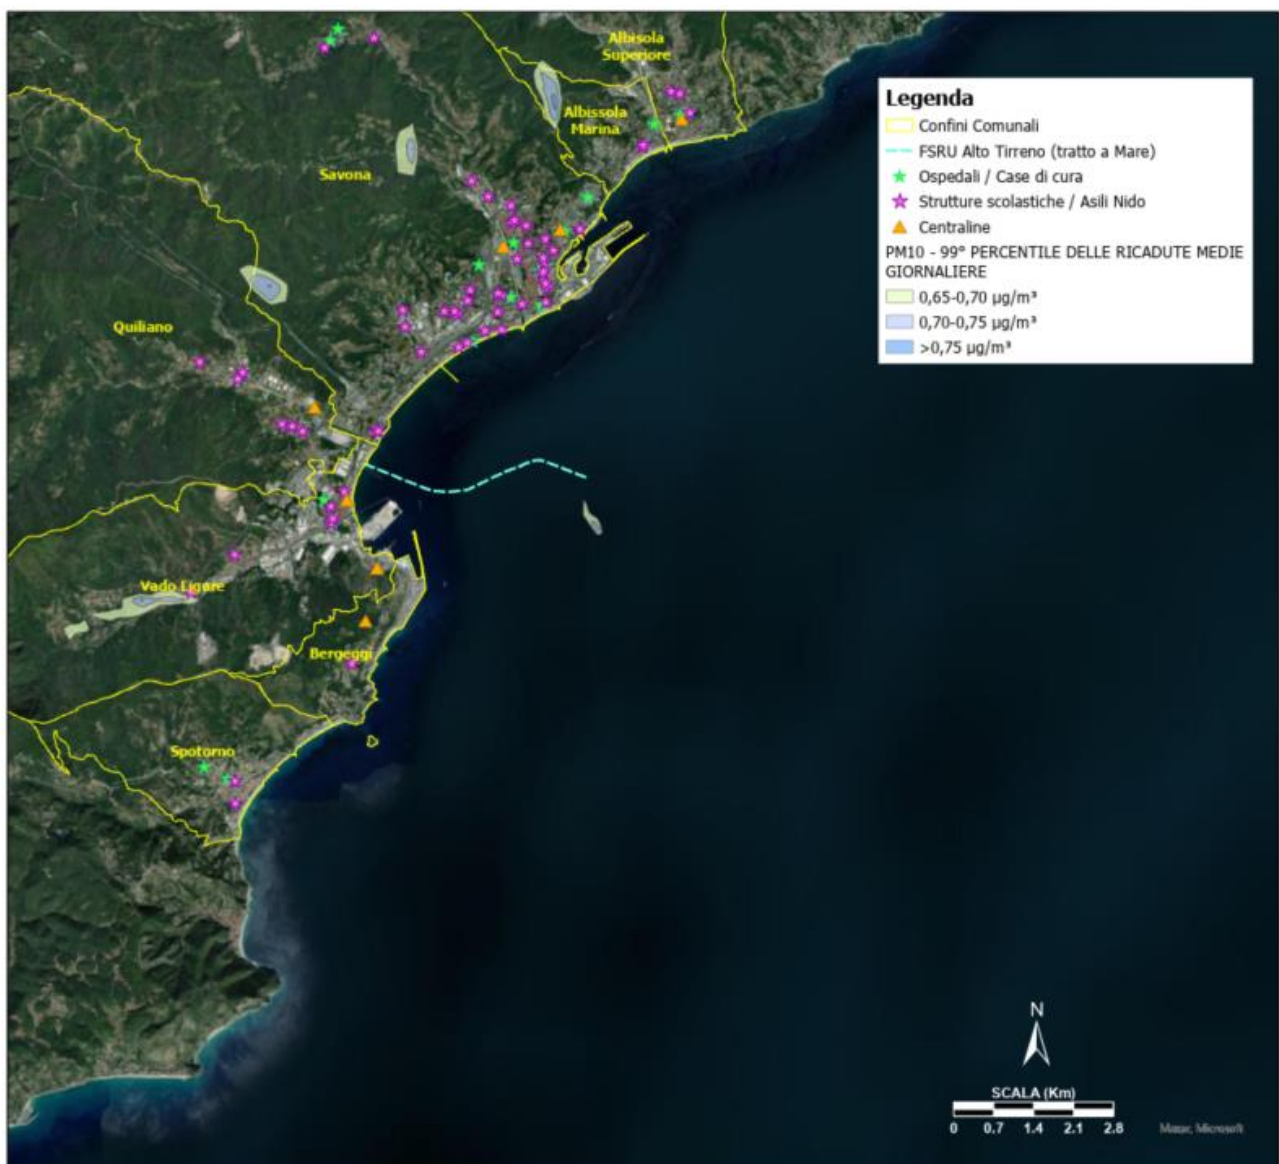 Albisola
Superiore
Albissola
Marina
Savona
Quiliano
Vado Ligure
Bergeggi
Spotorno
Legenda
Confini Comunali
FSRU Alto Tirreno (tratto a Mare)
Ospedali / Case di cura
Strutture scolastiche / Asili Nido
Centraline
PM10 - 99° PERCENTILE DELLE RICADUTE MEDIE
GIORNALIERE
0,65-0,70 µg/m³
0,70-0,75 µg/m³
>0,75 µg/m³
N
SCALA (Km)
0 0.7 1.4 2.1 2.8
Maxar, Microsoft